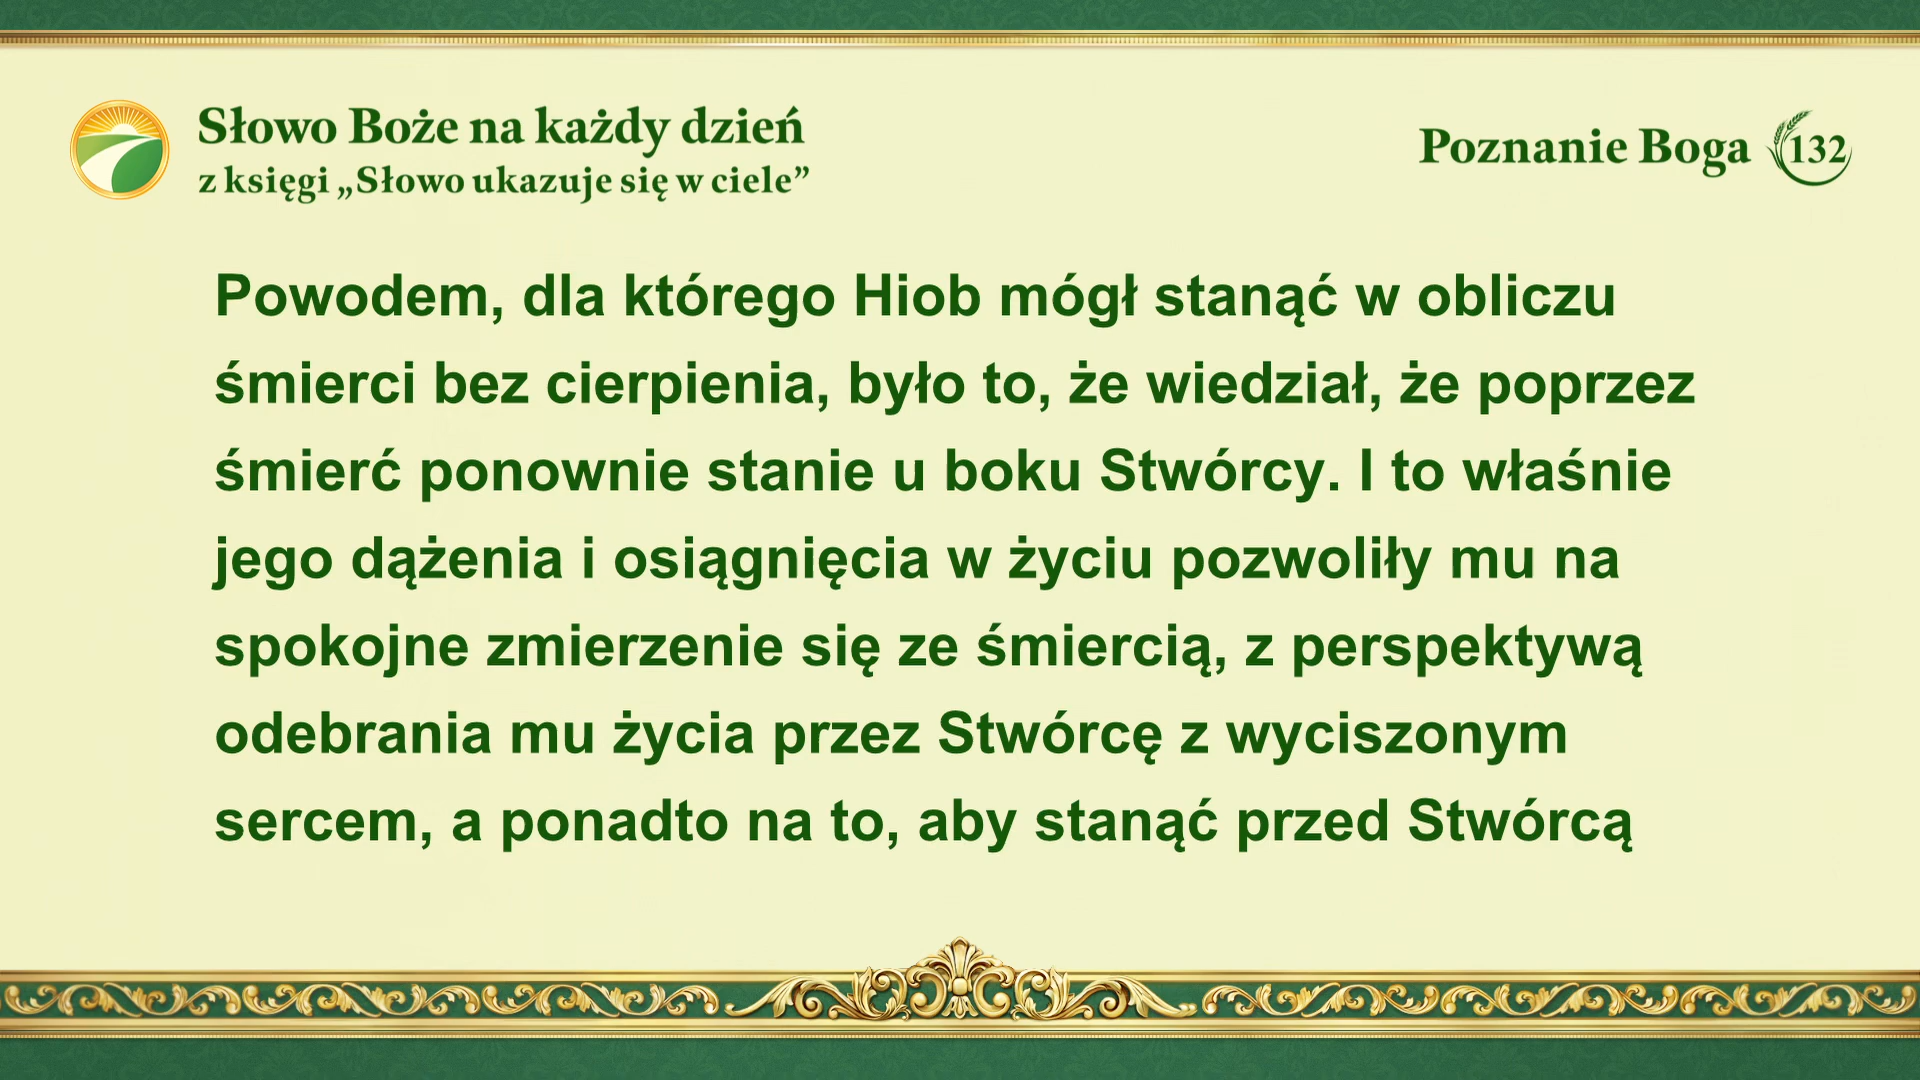 Słowo Boże na każdy dzień
z księgi „Słowo ukazuje się w ciele”
Poznanie Boga 132
Powodem, dla którego Hiob mógł stanąć w obliczu
śmierci bez cierpienia, było to, że wiedział, że poprzez
śmierć ponownie stanie u boku Stwórcy. I to właśnie
jego dążenia i osiągnięcia w życiu pozwoliły mu na
spokojne zmierzenie się ze śmiercią, z perspektywą
odebrania mu życia przez Stwórcę z wyciszonym
sercem, a ponadto na to, aby stanąć przed Stwórcą